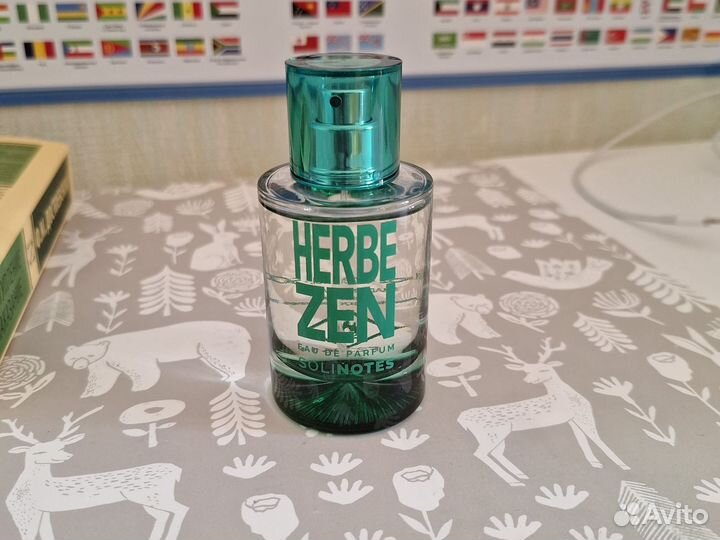 HERBE
ZEN
EAU DE PARFUM
SOLINOTES
Avito